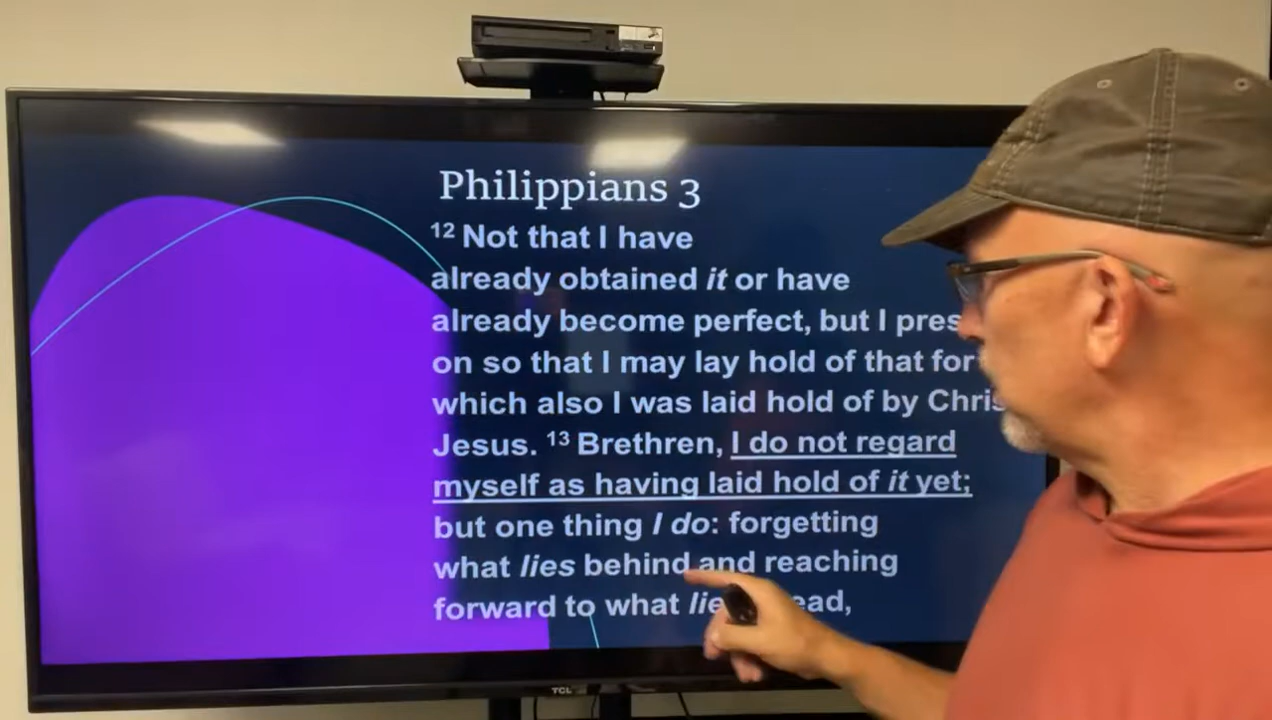 Philippians 3
12 Not that I have
already obtained it or have
already become perfect, but I pres
on so that I may lay hold of that for
which also I was laid hold of by Chris
Jesus. 13 Brethren, I do not regard
myself as having laid hold of it yet;
but one thing I do: forgetting
what lies behind and reaching
forward to what lie ead,
TCL